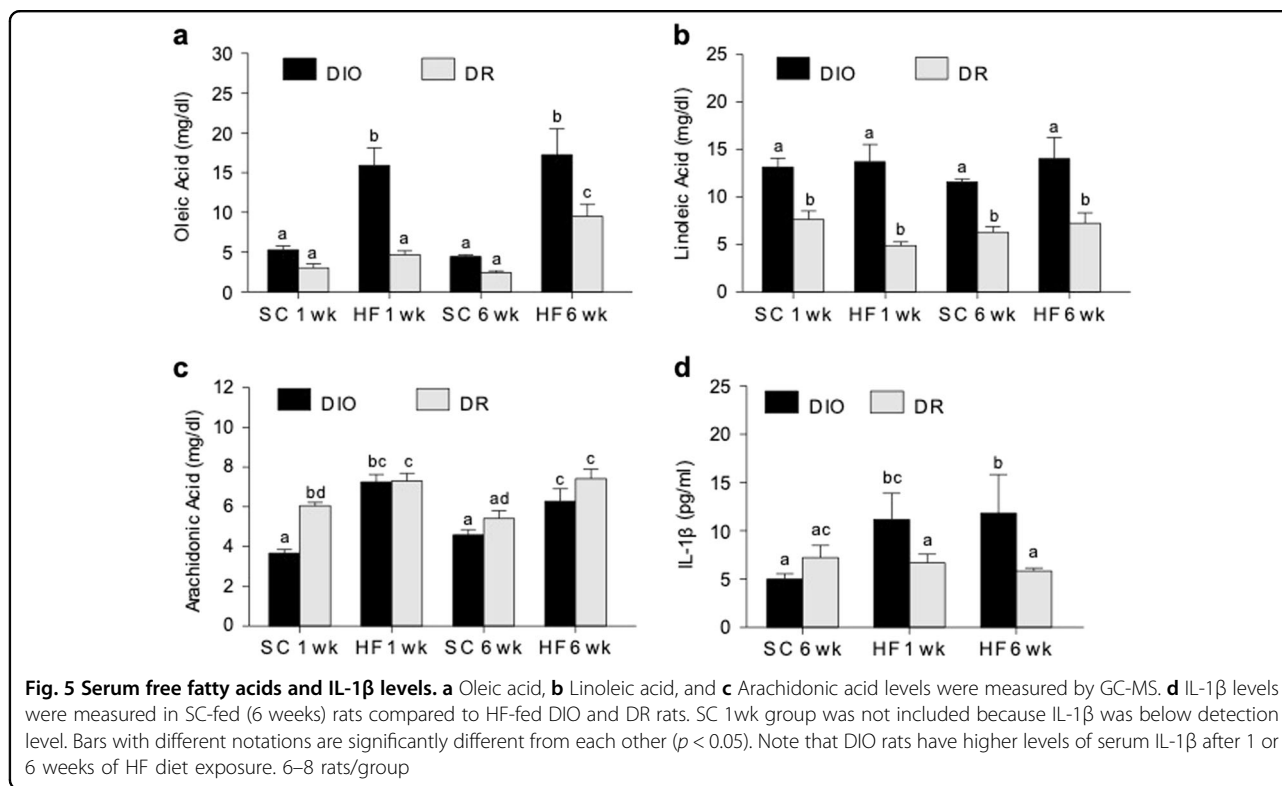 a
30
25
20
15
10
5
0
Oleic Acid (mg/dl)
DIO
DR
a
a
b
a
a
a
b
c
SC 1 wk
HF 1 wk
SC 6 wk
HF 6 wk
b
25
20
15
10
5
0
Linoleic Acid (mg/dl)
DIO
DR
a
b
a
b
a
b
a
b
SC 1 wk
HF 1 wk
SC 6 wk
HF 6 wk
c
12
10
8
6
4
2
0
Arachidonic Acid (mg/dl)
DIO
DR
a
bd
bc
c
a
ad
c
c
SC 1 wk
HF 1 wk
SC 6 wk
HF 6 wk
d
25
20
15
10
5
0
IL-1β (pg/ml)
DIO
DR
a
ac
bc
a
b
a
SC 6 wk
HF 1 wk
HF 6 wk
Fig. 5 Serum free fatty acids and IL-1β levels. a Oleic acid, b Linoleic acid, and c Arachidonic acid levels were measured by GC-MS. d IL-1β levels
were measured in SC-fed (6 weeks) rats compared to HF-fed DIO and DR rats. SC 1wk group was not included because IL-1β was below detection
level. Bars with different notations are significantly different from each other (p < 0.05). Note that DIO rats have higher levels of serum IL-1β after 1 or
6 weeks of HF diet exposure. 6–8 rats/group